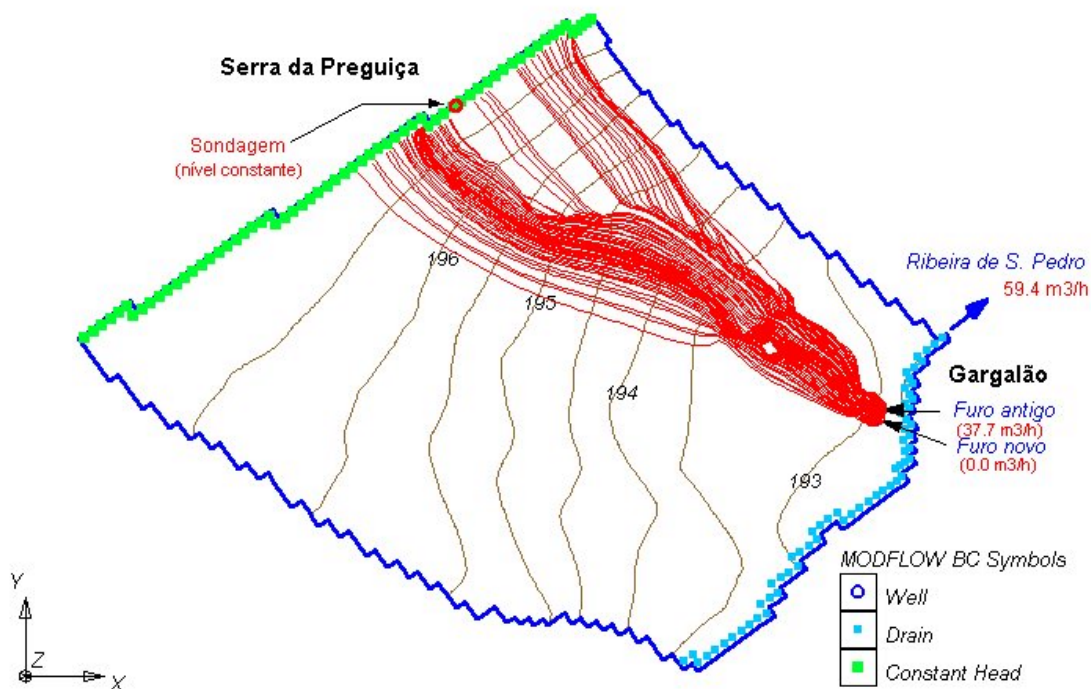 Serra da Preguiça
Sondagem
(nível constante)
196
195
194
193
Ribeira de S. Pedro
59.4 m3/h
Gargalão
Furo antigo
(37.7 m3/h)
Furo novo
(0.0 m3/h)
MODFLOW BC Symbols
Well
Drain
Constant Head
Y
Z
X